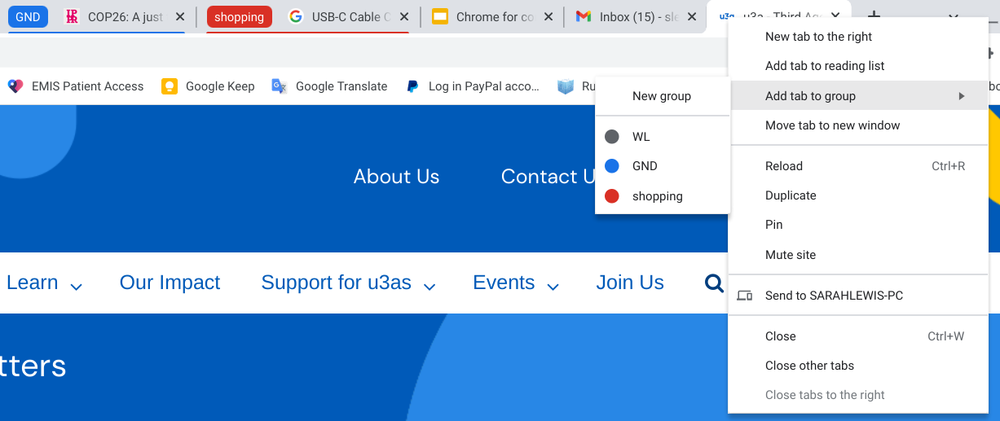 GND COP26: A just shopping USB-C Cable C Chrome for co Inbox (15) - sle u3a - Third Ag
New tab to the right
Add tab to reading list
EMIS Patient Access Google Keep Google Translate Log in PayPal acco... Ru
New group
Add tab to group
Move tab to new window
WL
GND
shopping
Reload Ctrl+R
Duplicate
Pin
Mute site
About Us Contact U
Learn Our Impact Support for u3as Events Join Us
Send to SARAHLEWIS-PC
Close Ctrl+W
Close other tabs
Close tabs to the right
tters